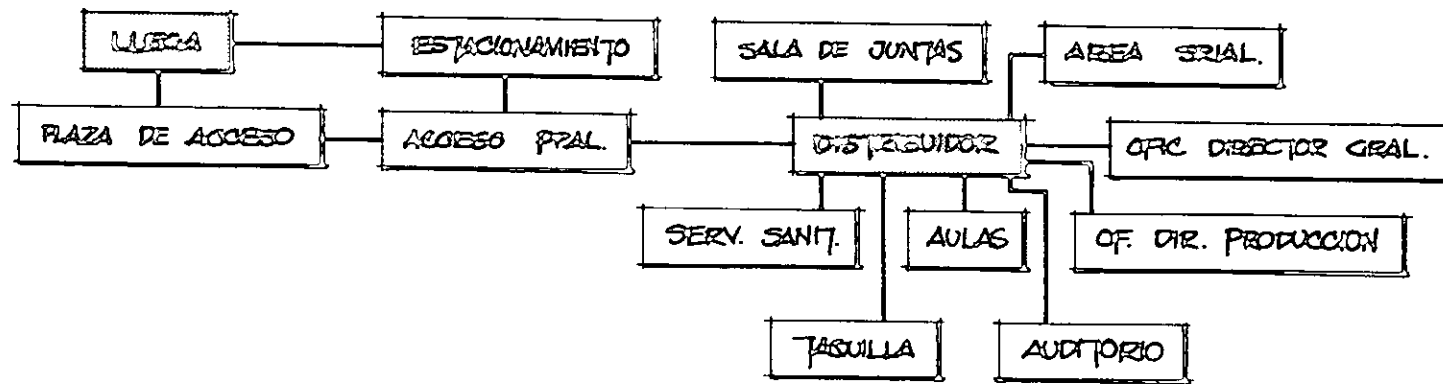 LLEGA
ESTACIONAMIENTO
SALA DE JUNTAS
AREA SRIAL.
PLAZA DE ACCESO
ACCESO PRAL.
DISTRIBUIDOR
OFIC DIRECTOR GRAL.
SERV. SANIT.
AULAS
OF. DIR. PRODUCCION
TAQUILLA
AUDITORIO